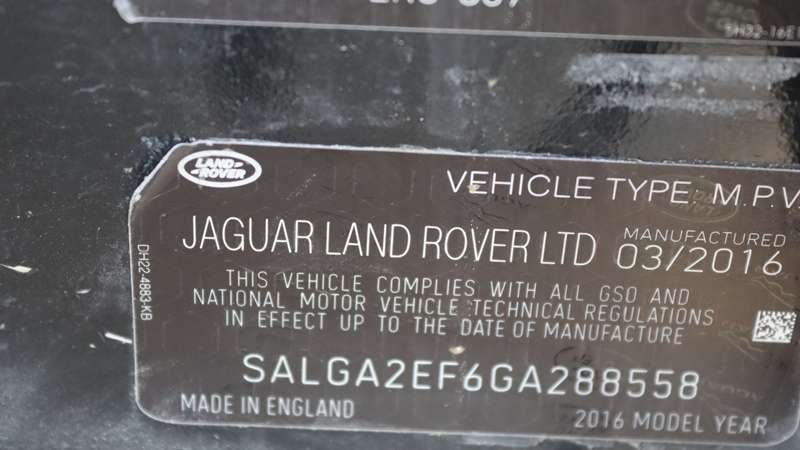 LAND ROVER
VEHICLE TYPE M.P.V
JAGUAR LAND ROVER LTD
MANUFACTURED
03/2016
THIS VEHICLE COMPLIES WITH ALL GSO AND
NATIONAL MOTOR VEHICLE TECHNICAL REGULATIONS
IN EFFECT UP TO THE DATE OF MANUFACTURE
DH22-4883-KB
SALGA2EF6GA288558
MADE IN ENGLAND
2016 MODEL YEAR